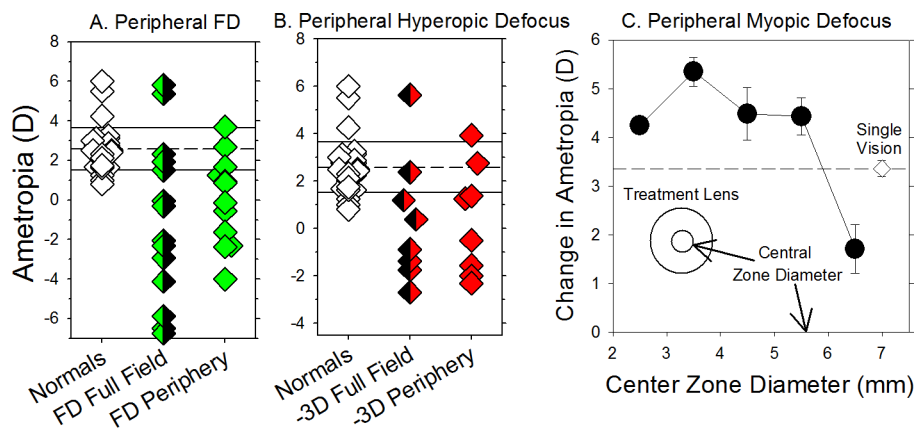 A. Peripheral FD
Ametropia (D)
8
6
4
2
0
-2
-4
-6
Normals
FD Full Field
FD Periphery
B. Peripheral Hyperopic Defocus
8
6
4
2
0
-2
-4
Normals
-3D Full Field
-3D Periphery
C. Peripheral Myopic Defocus
Change in Ametropia (D)
6
5
4
3
2
1
0
Single
Vision
Treatment Lens
Central
Zone Diameter
2 3 4 5 6 7
Center Zone Diameter (mm)